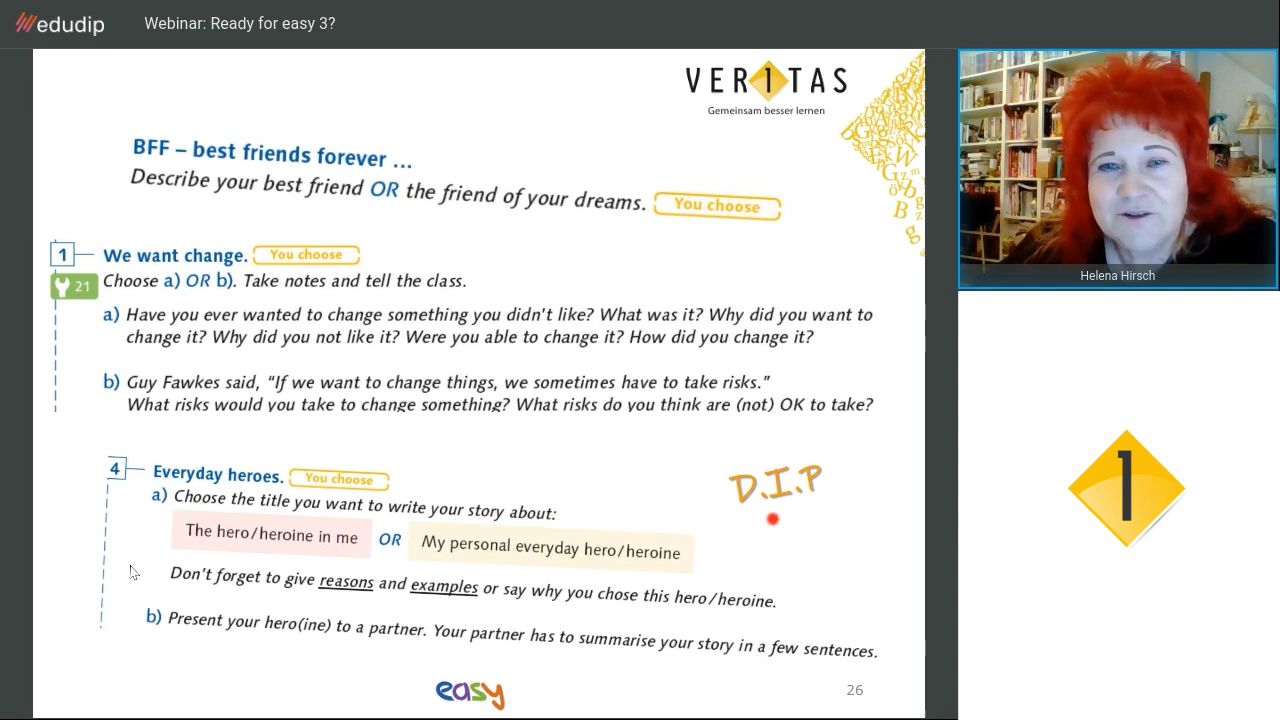 edudip
Webinar: Ready for easy 3?
VER1TAS
Gemeinsam besser lernen
BFF – best friends forever ...
Describe your best friend OR the friend of your dreams. You choose
1 We want change. You choose
21 Choose a) OR b). Take notes and tell the class.
a) Have you ever wanted to change something you didn't like? What was it? Why did you want to
change it? Why did you not like it? Were you able to change it? How did you change it?
b) Guy Fawkes said, “If we want to change things, we sometimes have to take risks.”
What risks would you take to change something? What risks do you think are (not) OK to take?
4 Everyday heroes. You choose
a) Choose the title you want to write your story about:
The hero/heroine in me OR My personal everyday hero/heroine
Don't forget to give reasons and examples or say why you chose this hero/heroine.
b) Present your hero(ine) to a partner. Your partner has to summarise your story in a few sentences.
D.I.P
easy
26
Helena Hirsch
1